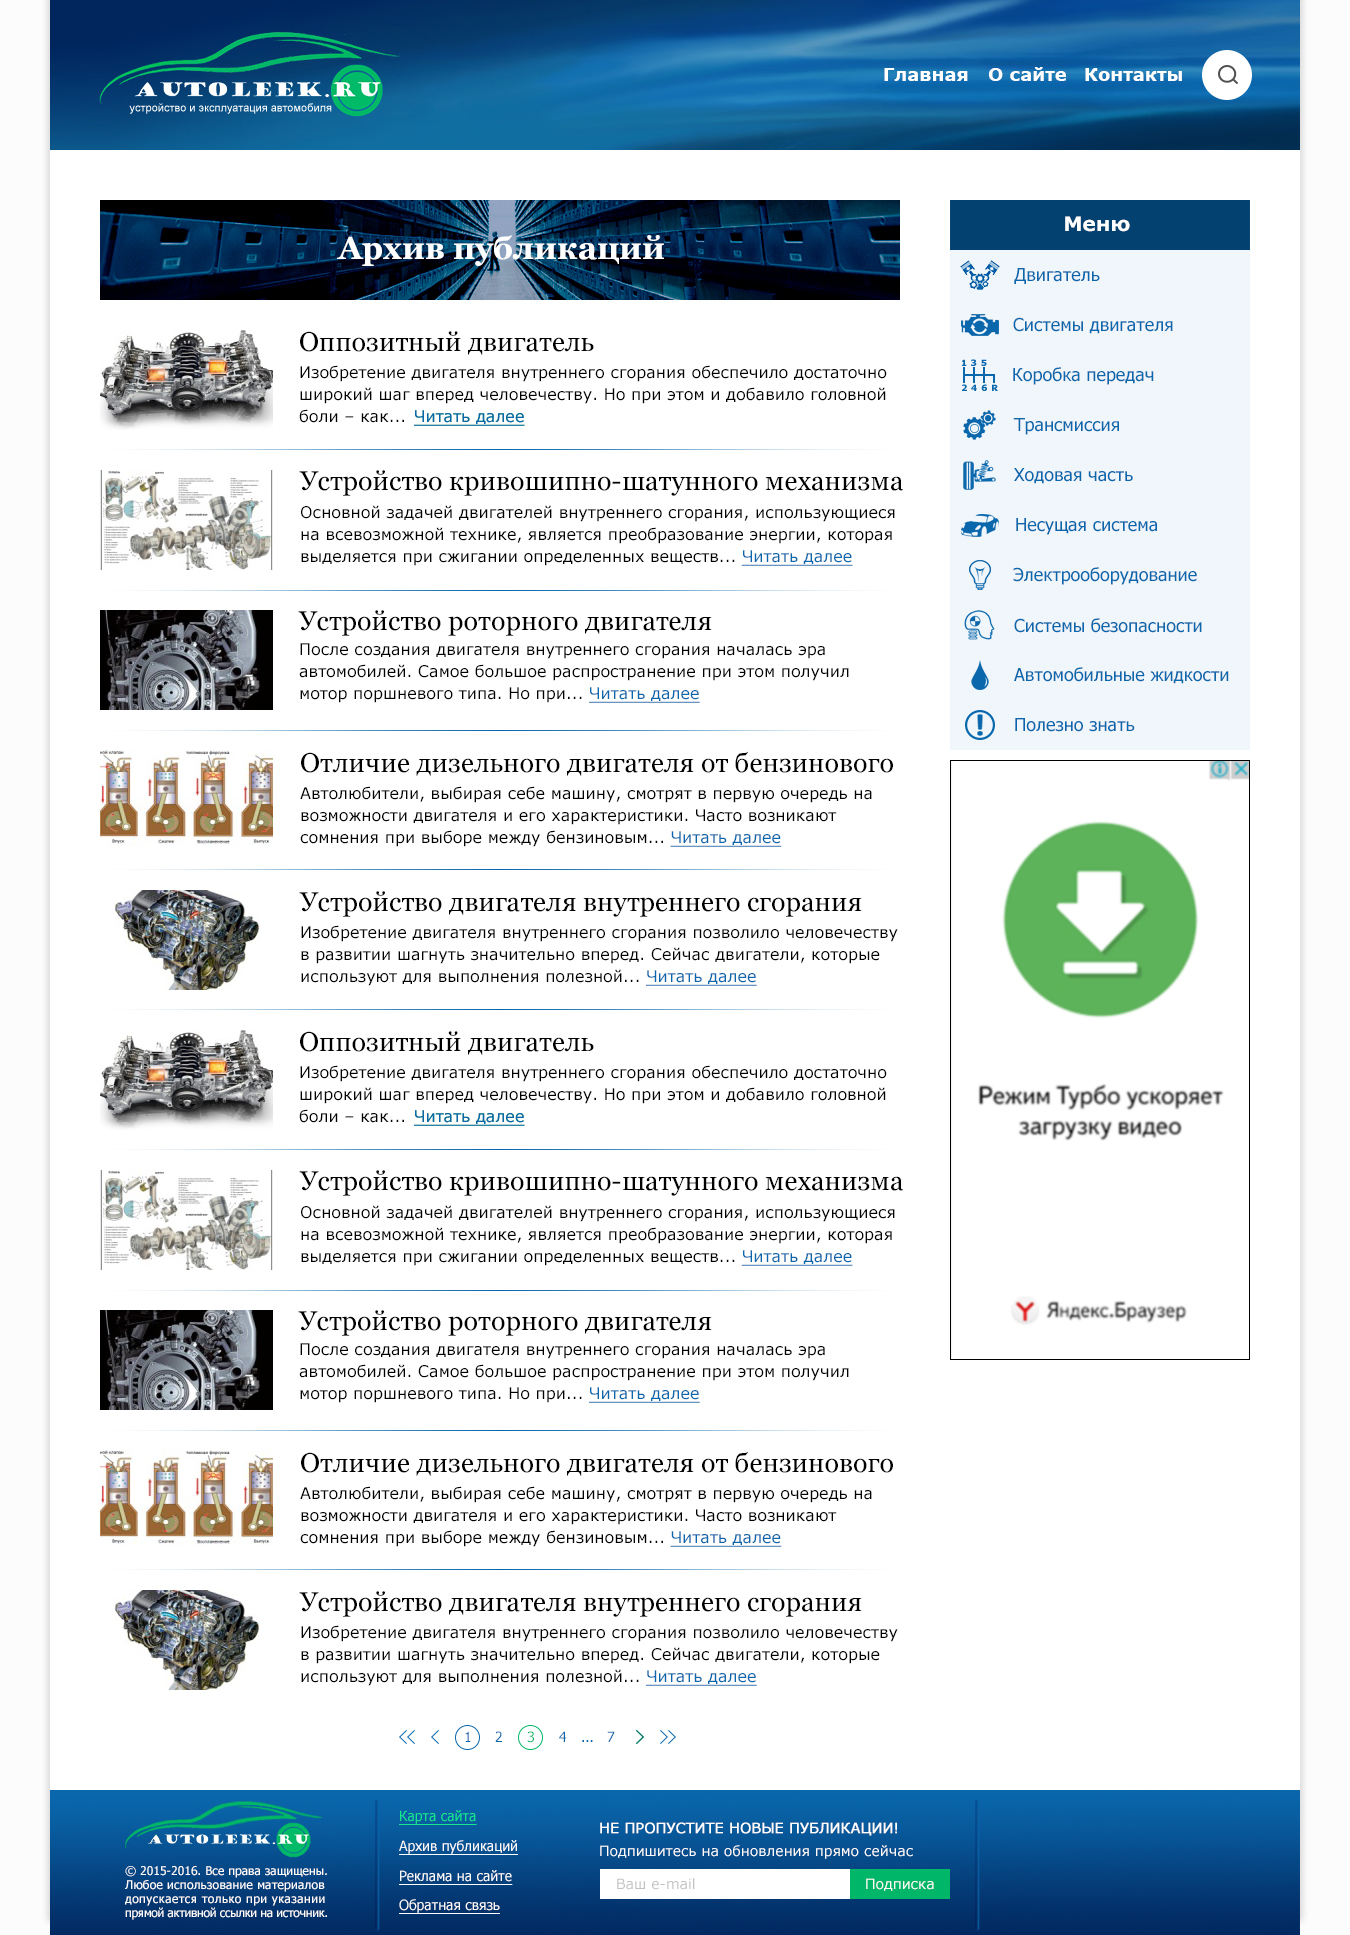 AUTOLEEK.RU
устройство и эксплуатация автомобиля
Главная О сайте Контакты
Архив публикаций
Оппозитный двигатель
Изобретение двигателя внутреннего сгорания обеспечило достаточно
широкий шаг вперед человечеству. Но при этом и добавило головной
боли – как... Читать далее
Устройство кривошипно-шатунного механизма
Основной задачей двигателей внутреннего сгорания, использующиеся
на всевозможной технике, является преобразование энергии, которая
выделяется при сжигании определенных веществ... Читать далее
Устройство роторного двигателя
После создания двигателя внутреннего сгорания началась эра
автомобилей. Самое большое распространение при этом получил
мотор поршневого типа. Но при... Читать далее
Отличие дизельного двигателя от бензинового
Автолюбители, выбирая себе машину, смотрят в первую очередь на
возможности двигателя и его характеристики. Часто возникают
сомнения при выборе между бензиновым... Читать далее
Впуск Сжатие Воспламенение Выпуск
Устройство двигателя внутреннего сгорания
Изобретение двигателя внутреннего сгорания позволило человечеству
в развитии шагнуть значительно вперед. Сейчас двигатели, которые
используют для выполнения полезной... Читать далее
Оппозитный двигатель
Изобретение двигателя внутреннего сгорания обеспечило достаточно
широкий шаг вперед человечеству. Но при этом и добавило головной
боли – как... Читать далее
Устройство кривошипно-шатунного механизма
Основной задачей двигателей внутреннего сгорания, использующиеся
на всевозможной технике, является преобразование энергии, которая
выделяется при сжигании определенных веществ... Читать далее
Устройство роторного двигателя
После создания двигателя внутреннего сгорания началась эра
автомобилей. Самое большое распространение при этом получил
мотор поршневого типа. Но при... Читать далее
Отличие дизельного двигателя от бензинового
Автолюбители, выбирая себе машину, смотрят в первую очередь на
возможности двигателя и его характеристики. Часто возникают
сомнения при выборе между бензиновым... Читать далее
Впуск Сжатие Воспламенение Выпуск
Устройство двигателя внутреннего сгорания
Изобретение двигателя внутреннего сгорания позволило человечеству
в развитии шагнуть значительно вперед. Сейчас двигатели, которые
используют для выполнения полезной... Читать далее
1 2 3 4 ... 7
Меню
Двигатель
Системы двигателя
1 3 5
2 4 6 R
Коробка передач
Трансмиссия
Ходовая часть
Несущая система
Электрооборудование
Системы безопасности
Автомобильные жидкости
Полезно знать
Режим Турбо ускоряет
загрузку видео
Яндекс.Браузер
AUTOLEEK.RU
© 2015-2016. Все права защищены.
Любое использование материалов
допускается только при указании
прямой активной ссылки на источник.
Карта сайта
Архив публикаций
Реклама на сайте
Обратная связь
НЕ ПРОПУСТИТЕ НОВЫЕ ПУБЛИКАЦИИ!
Подпишитесь на обновления прямо сейчас
Ваш e-mail
Подписка